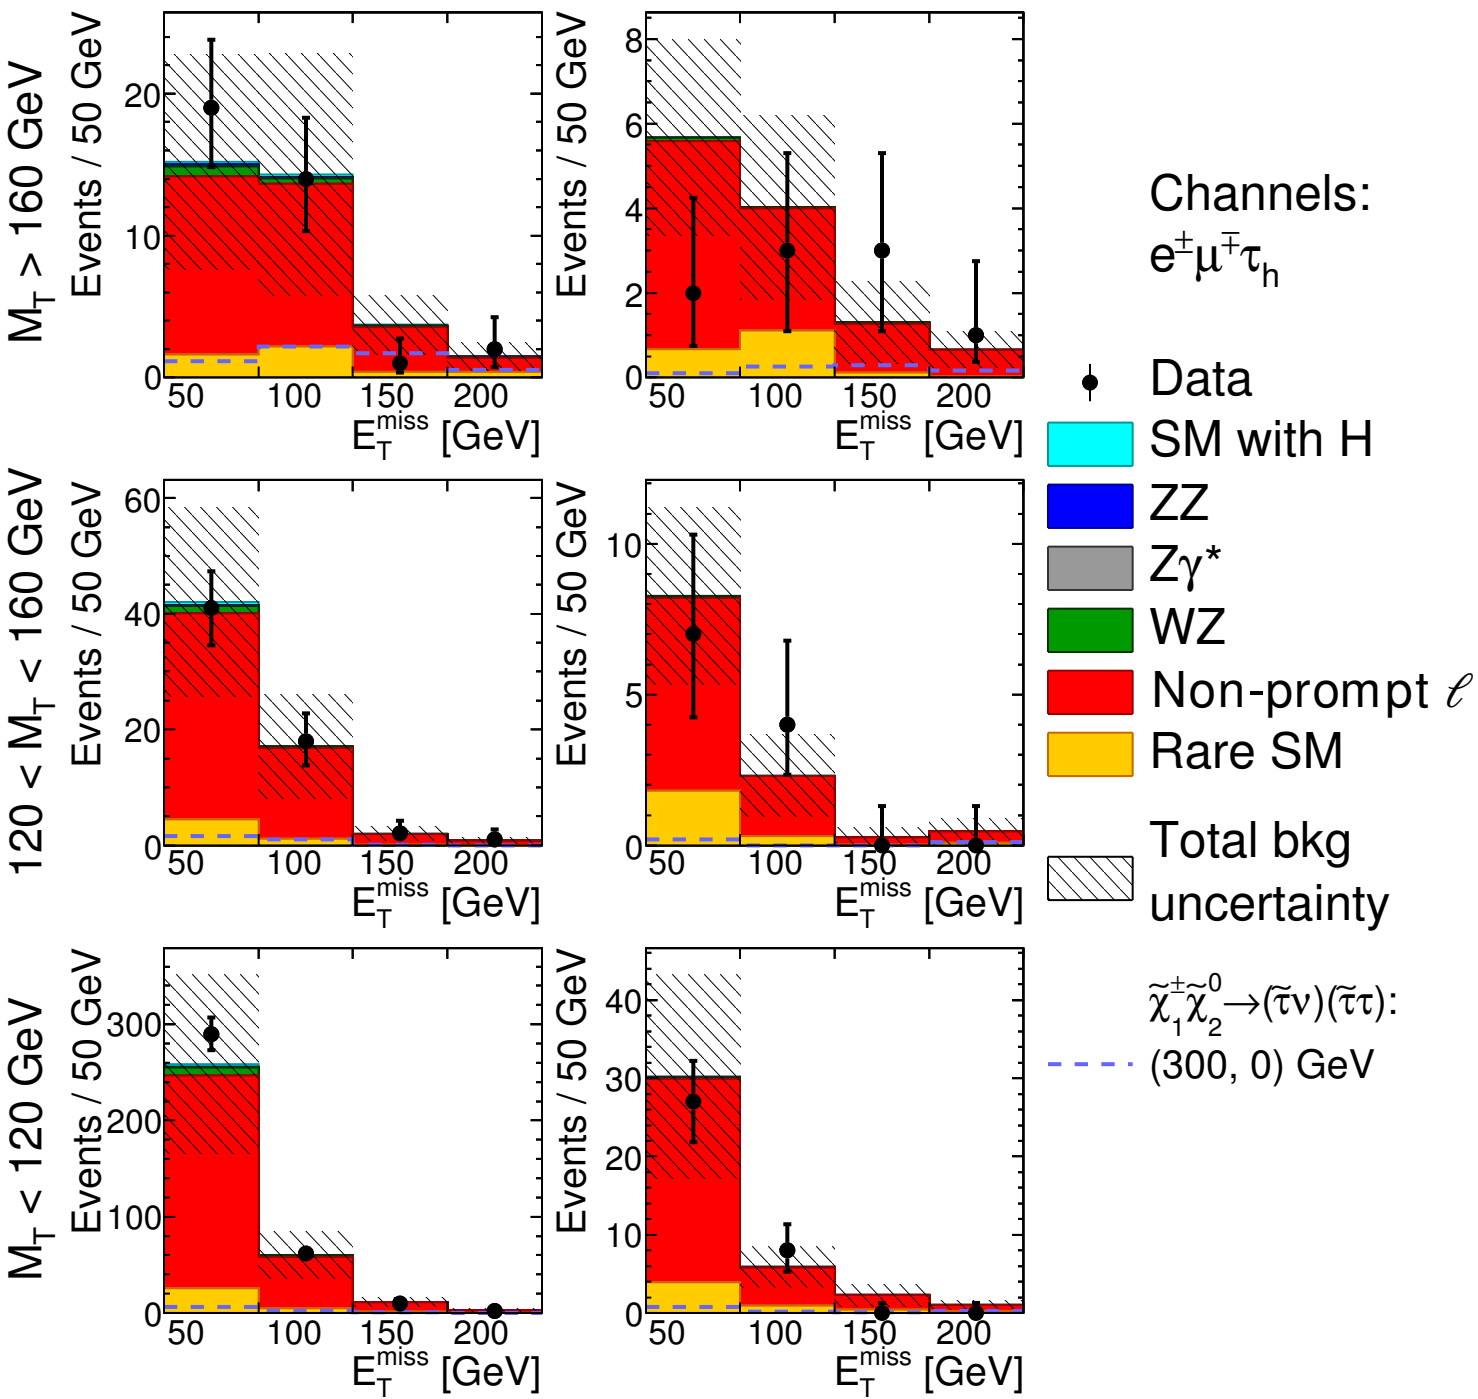 M_T > 160 GeV
Events / 50 GeV
20
10
0
50 100 150 200
E_T^miss [GeV]
Events / 50 GeV
8
6
4
2
0
50 100 150 200
E_T^miss [GeV]
120 < M_T < 160 GeV
Events / 50 GeV
60
40
20
0
50 100 150 200
E_T^miss [GeV]
Events / 50 GeV
10
5
0
50 100 150 200
E_T^miss [GeV]
M_T < 120 GeV
Events / 50 GeV
300
200
100
0
50 100 150 200
E_T^miss [GeV]
Events / 50 GeV
40
30
20
10
0
50 100 150 200
E_T^miss [GeV]
Channels:
e^±μ^∓τ_h
Data
SM with H
ZZ
Zγ*
WZ
Non-prompt ℓ
Rare SM
Total bkg
uncertainty
χ̃_1^±χ̃_2^0→(τ̃ν)(τ̃τ):
(300, 0) GeV